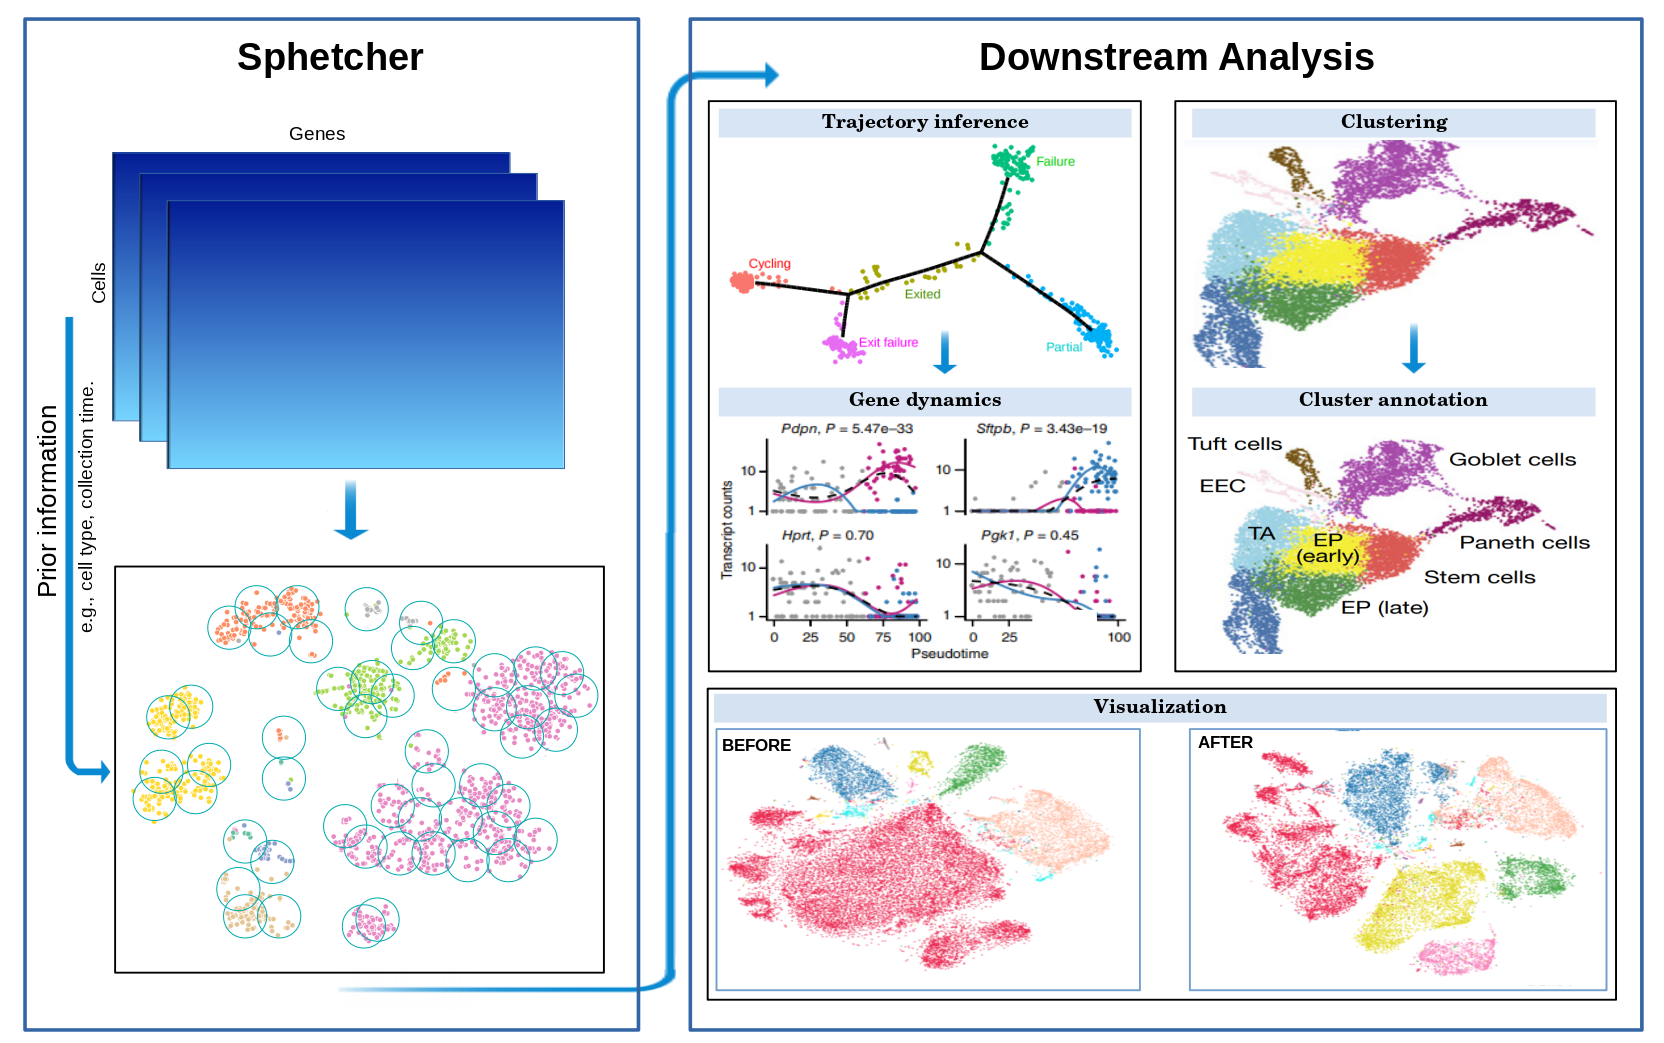 Sphetcher
Genes
Cells
Prior information
e.g., cell type, collection time.
Downstream Analysis
Trajectory inference
Failure
Cycling
Exited
Exit failure
Partial
Gene dynamics
Pdpn, P = 5.47e–33
Sftpb, P = 3.43e–19
10
1
10
1
Transcript counts
Hprt, P = 0.70
Pgk1, P = 0.45
10
1
10
1
0 25 50 75 100
0 25 100
Pseudotime
Clustering
Cluster annotation
Tuft cells
Goblet cells
EEC
TA
EP
(early)
Paneth cells
Stem cells
EP (late)
Visualization
BEFORE
AFTER